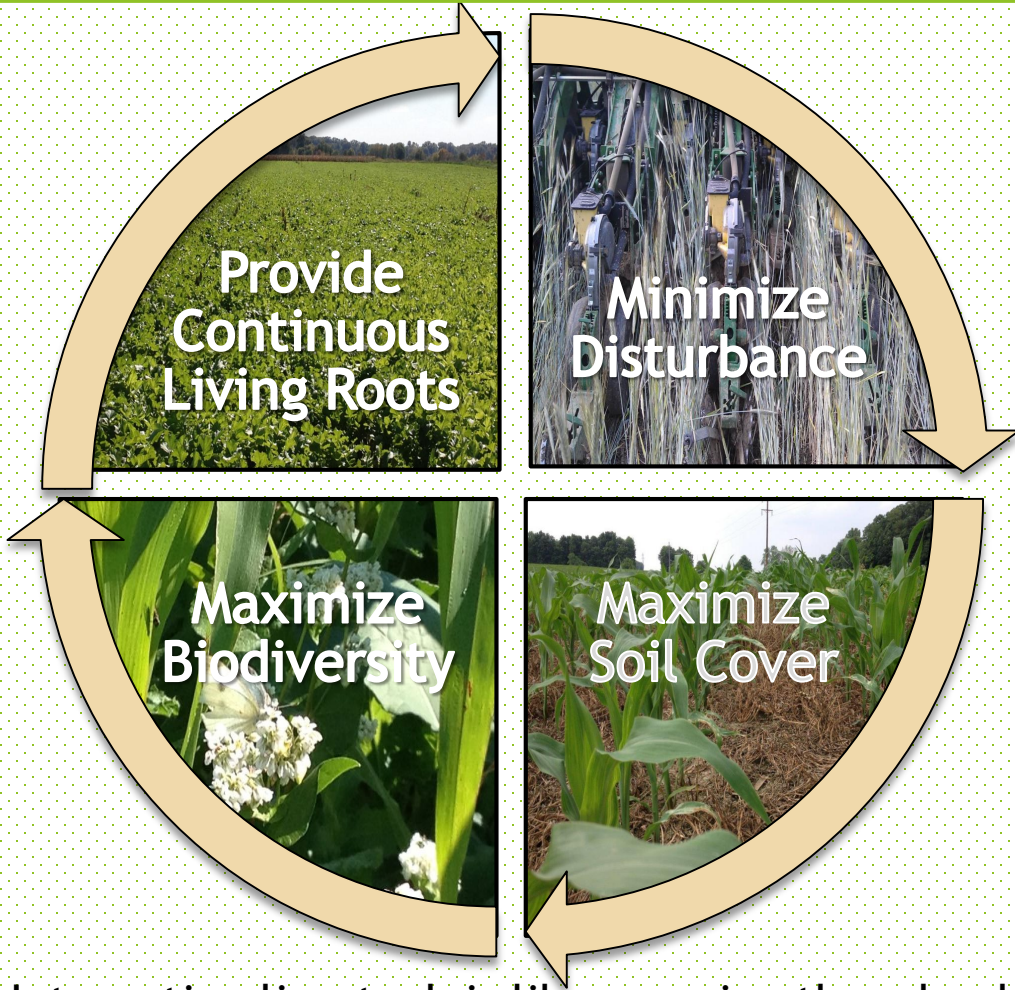 Provide
Continuous
Living Roots
Minimize
Disturbance
Maximize
Biodiversity
Maximize
Soil Cover